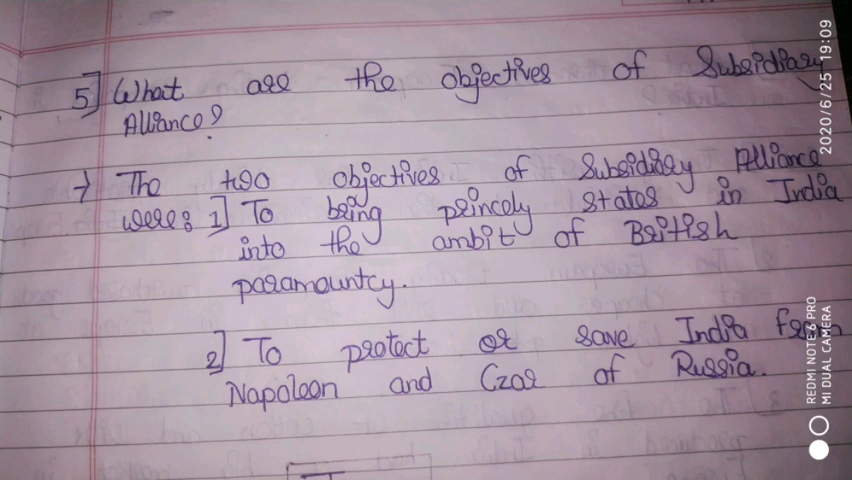 5] What are the objectives of Subsidiary
Alliance?
→ The two objectives of Subsidiary Alliance
were: 1] To bring princely states in India
into the ambit of British
paramountcy.
2] To protect or save India from
Napoleon and Czar of Russia.
2020/6/25 19:09
REDMI NOTE 6 PRO
MI DUAL CAMERA